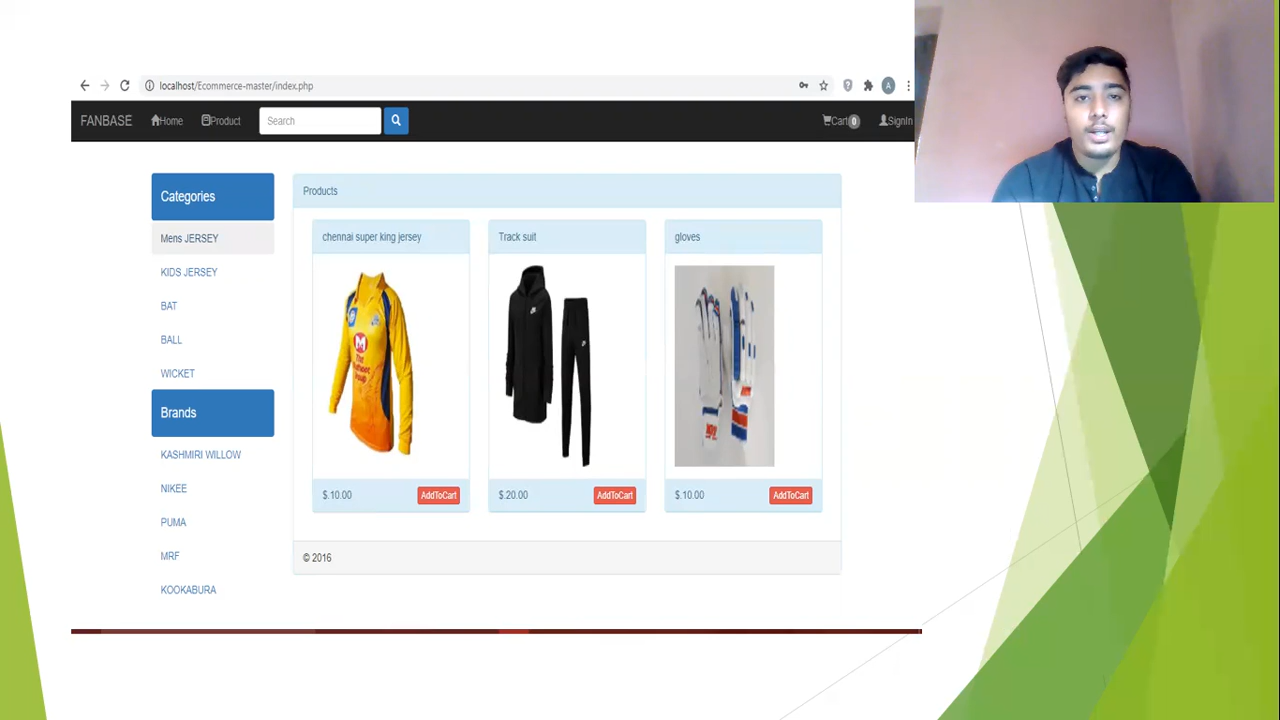 localhost/Ecommerce-master/index.php
A
FANBASE Home Product Search Cart 0 SignIn
Categories
Mens JERSEY
KIDS JERSEY
BAT
BALL
WICKET
Brands
KASHMIRI WILLOW
NIKEE
PUMA
MRF
KOOKABURA
Products
chennai super king jersey
Track suit
gloves
$.10.00 AddToCart
$.20.00 AddToCart
$.10.00 AddToCart
© 2016